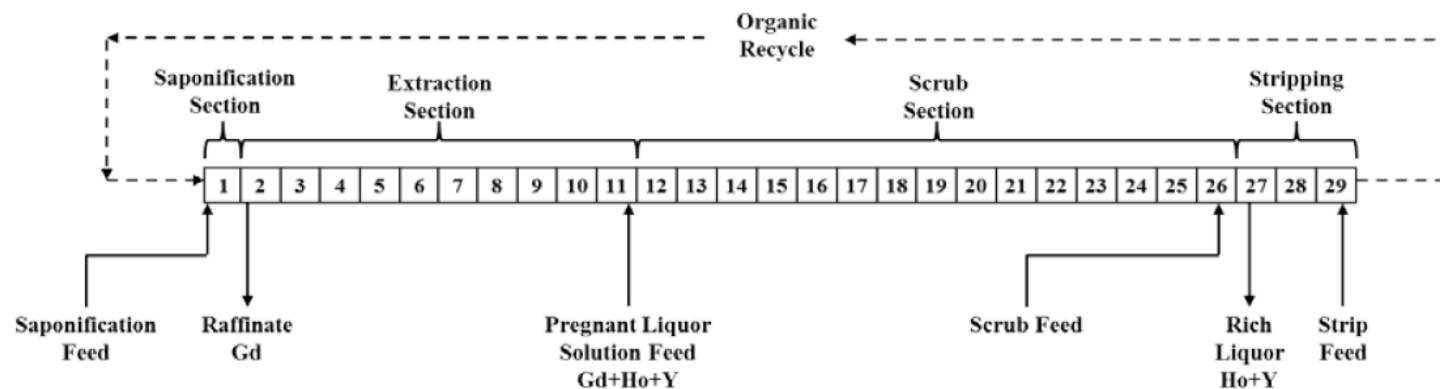 Organic
Recycle
Saponification
Section
Extraction
Section
Scrub
Section
Stripping
Section
1 2 3 4 5 6 7 8 9 10 11 12 13 14 15 16 17 18 19 20 21 22 23 24 25 26 27 28 29
Saponification
Feed
Raffinate
Gd
Pregnant Liquor
Solution Feed
Gd+Ho+Y
Scrub Feed
Rich
Liquor
Ho+Y
Strip
Feed